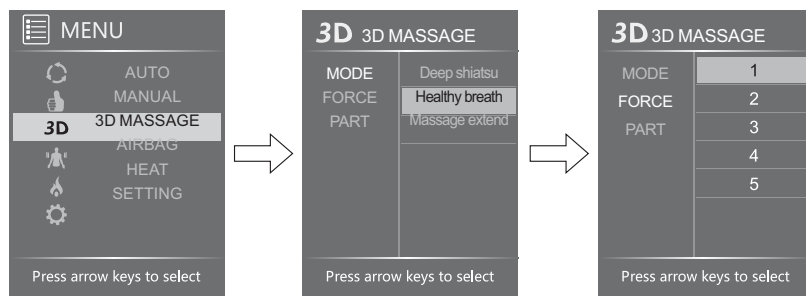 MENU
AUTO
MANUAL
3D 3D MASSAGE
AIRBAG
HEAT
SETTING
Press arrow keys to select
3D 3D MASSAGE
MODE Deep shiatsu
FORCE Healthy breath
PART Massage extend
Press arrow keys to select
3D 3D MASSAGE
MODE 1
FORCE 2
PART 3
4
5
Press arrow keys to select